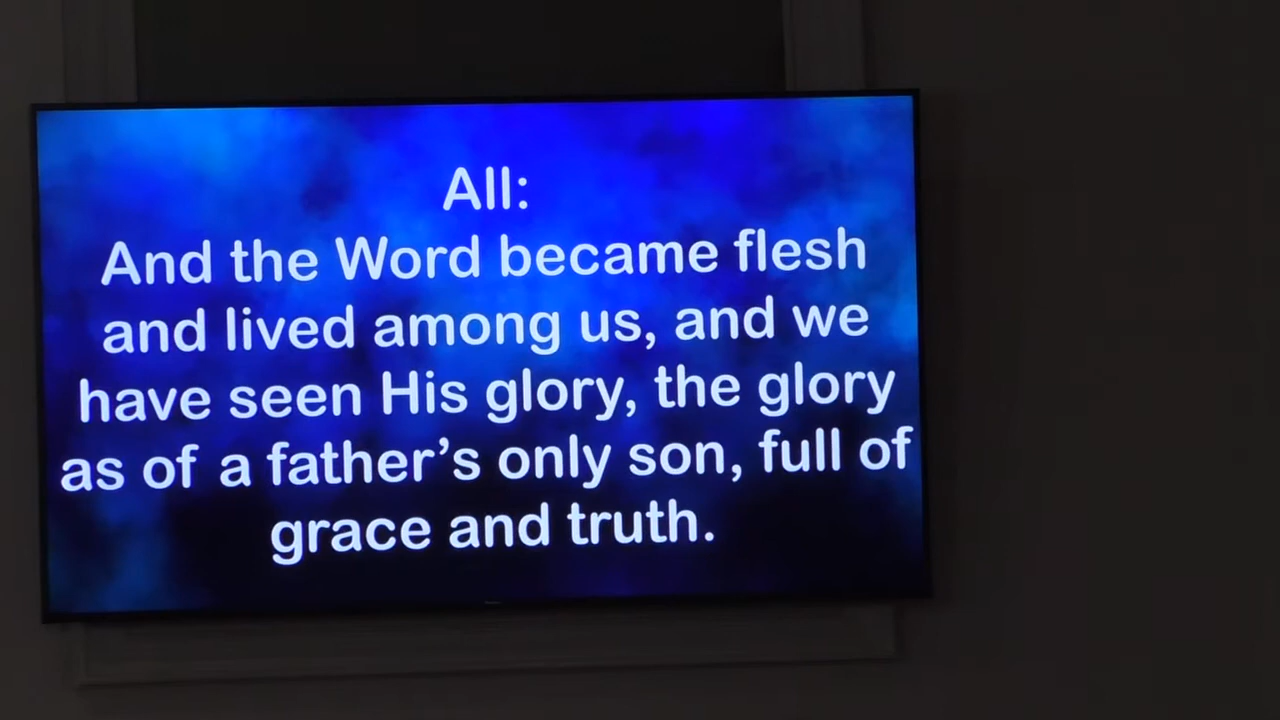 All:
And the Word became flesh
and lived among us, and we
have seen His glory, the glory
as of a father’s only son, full of
grace and truth.